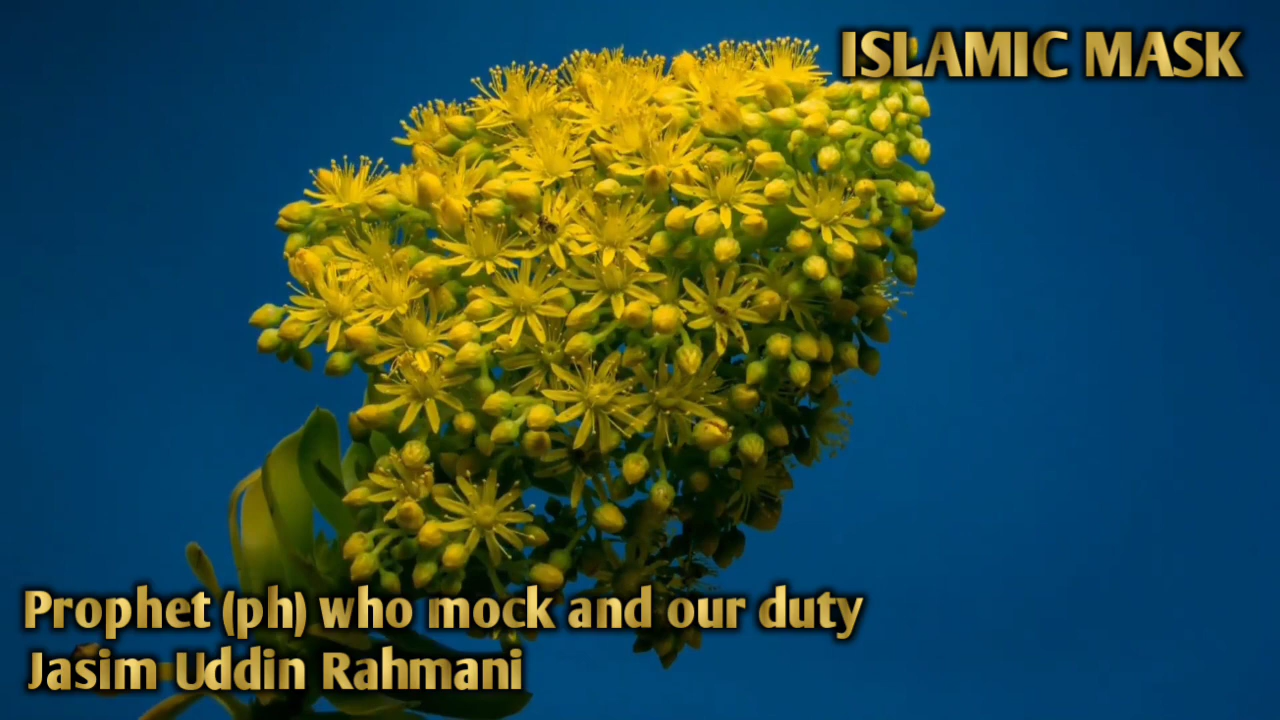 ISLAMIC MASK
Prophet (ph) who mock and our duty
Jasim Uddin Rahmani